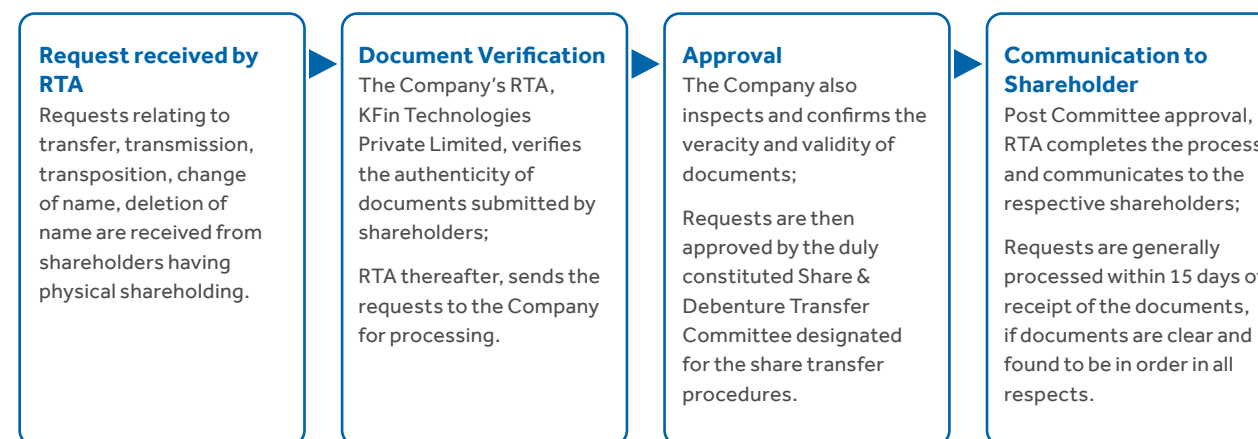 Request received by
RTA
Requests relating to
transfer, transmission,
transposition, change
of name, deletion of
name are received from
shareholders having
physical shareholding.
Document Verification
The Company's RTA,
KFin Technologies
Private Limited, verifies
the authenticity of
documents submitted by
shareholders;
RTA thereafter, sends the
requests to the Company
for processing.
Approval
The Company also
inspects and confirms the
veracity and validity of
documents;
Requests are then
approved by the duly
constituted Share &
Debenture Transfer
Committee designated
for the share transfer
procedures.
Communication to
Shareholder
Post Committee approval,
RTA completes the process
and communicates to the
respective shareholders;
Requests are generally
processed within 15 days of
receipt of the documents,
if documents are clear and
found to be in order in all
respects.